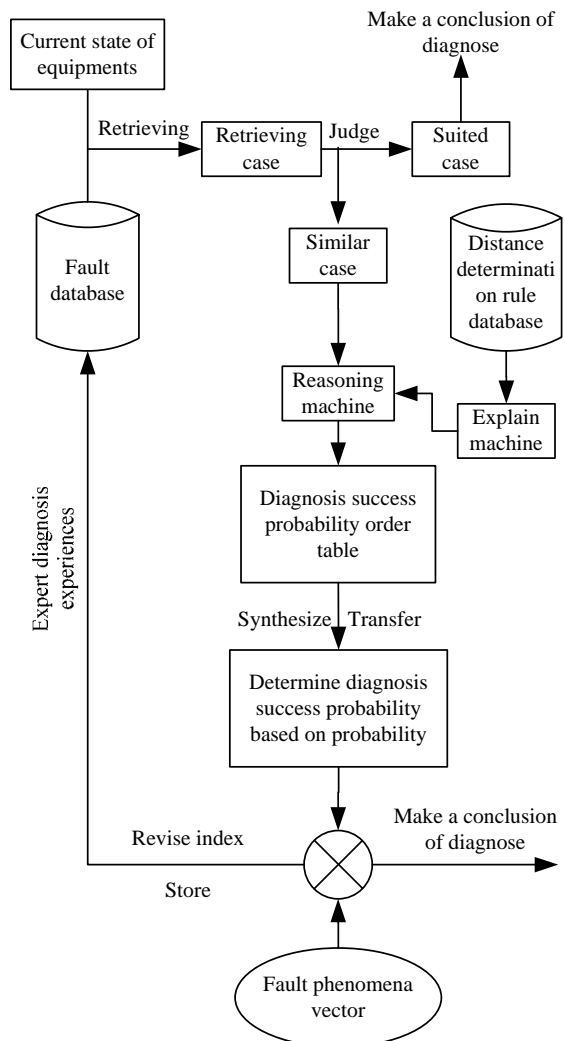 Make a conclusion of
diagnose
Current state of
equipments
Retrieving
Judge
Retrieving
case
Suited
case
Fault
database
Similar
case
Distance
determinati
on rule
database
Reasoning
machine
Explain
machine
Diagnosis success
probability order
table
Expert diagnosis
experiences
Synthesize
Transfer
Determine diagnosis
success probability
based on probability
Revise index
Make a conclusion
of diagnose
Store
Fault phenomena
vector